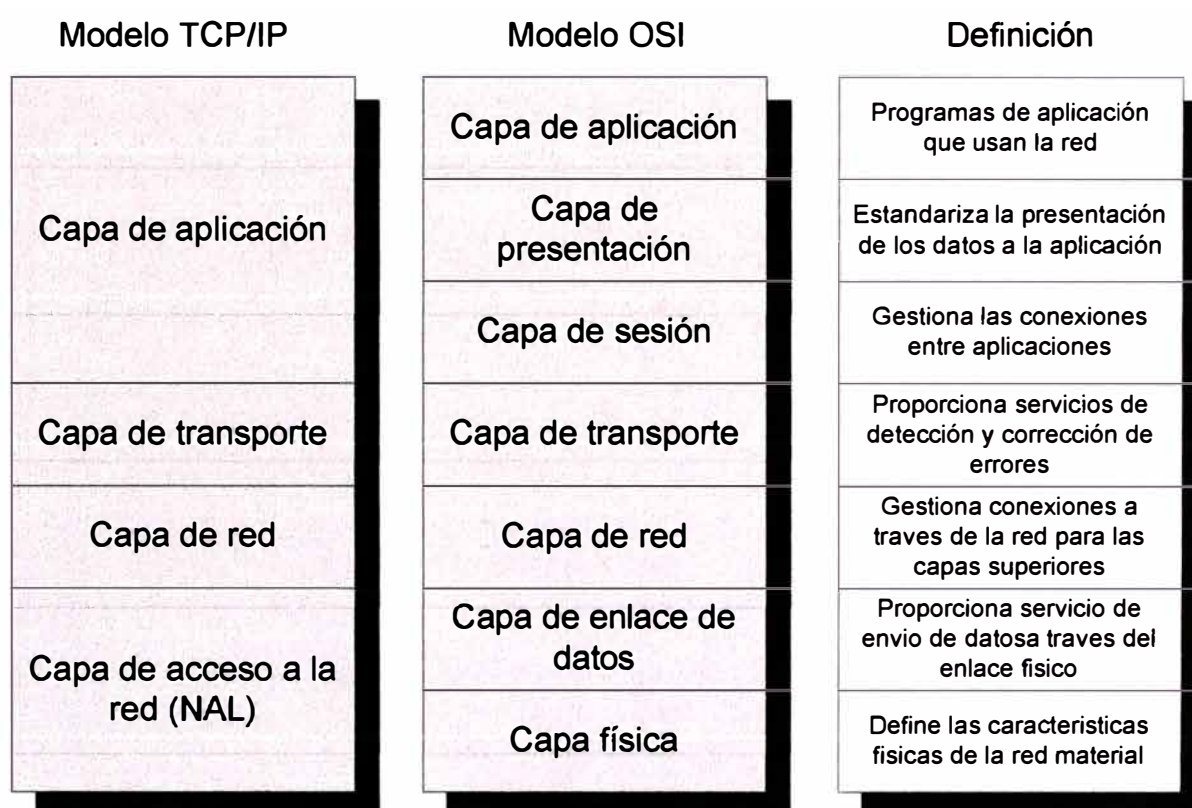 Modelo TCP/IP
Modelo OSI
Definición
Capa de aplicación
Capa de transporte
Capa de red
Capa de acceso a la
red (NAL)
Capa de aplicación
Capa de
presentación
Capa de sesión
Capa de transporte
Capa de red
Capa de enlace de
datos
Capa física
Programas de aplicación
que usan la red
Estandariza la presentación
de los datos a la aplicación
Gestiona las conexiones
entre aplicaciones
Proporciona servicios de
detección y corrección de
errores
Gestiona conexiones a
traves de la red para las
capas superiores
Proporciona servicio de
envio de datosa traves del
enlace fisico
Define las caracteristicas
fisicas de la red material